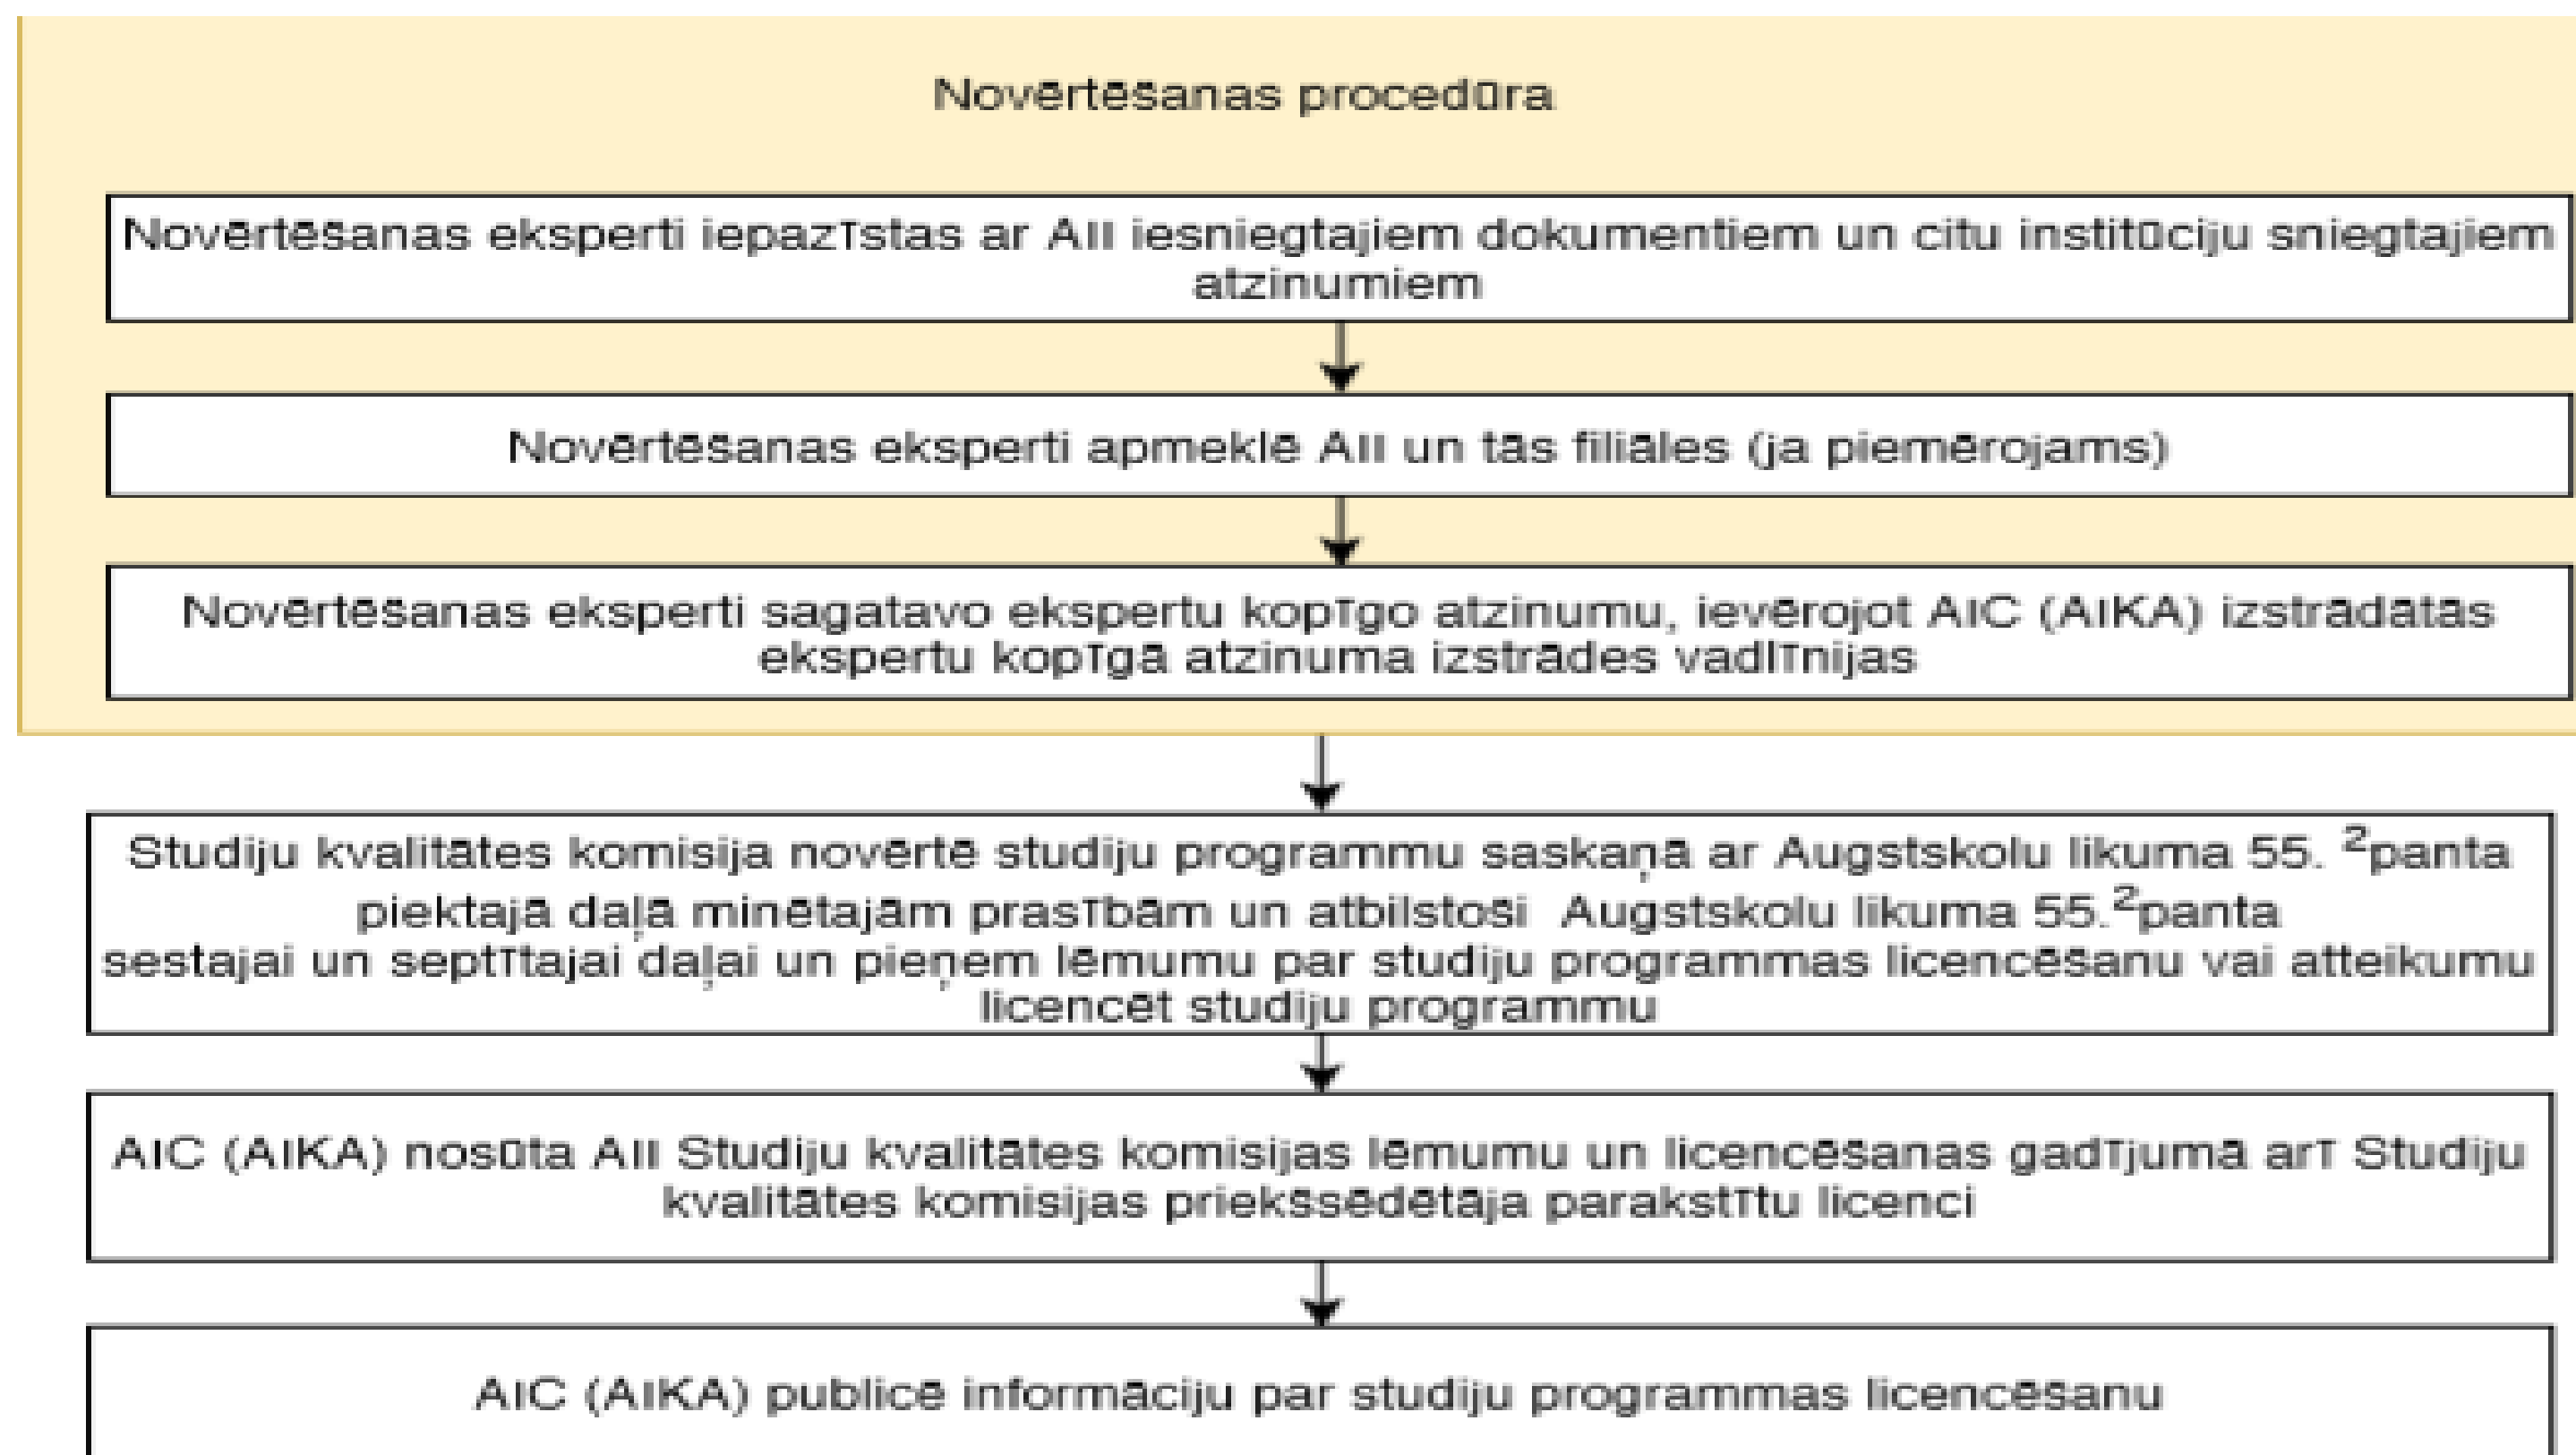 Novērtēšanas procedūra
Novērtēšanas eksperti iepazīstas ar AII iesniegtajiem dokumentiem un citu institūciju sniegtajiem
atzinumiem
Novērtēšanas eksperti apmeklē AII un tās filiāles (ja piemērojams)
Novērtēšanas eksperti sagatavo ekspertu kopīgo atzinumu, ievērojot AIC (AIKA) izstrādātās
ekspertu kopīgā atzinuma izstrādes vadlīnijas
Studiju kvalitātes komisija novērtē studiju programmu saskaņā ar Augstskolu likuma 55. ²panta
piektajā daļā minētajām prasībām un atbilstoši Augstskolu likuma 55.²panta
sestajai un septītajai daļai un pieņem lēmumu par studiju programmas licencēšanu vai atteikumu
licencēt studiju programmu
AIC (AIKA) nosūta AII Studiju kvalitātes komisijas lēmumu un licencēšanas gadījumā arī Studiju
kvalitātes komisijas priekšsēdētāja parakstītu licenci
AIC (AIKA) publicē informāciju par studiju programmas licencēšanu